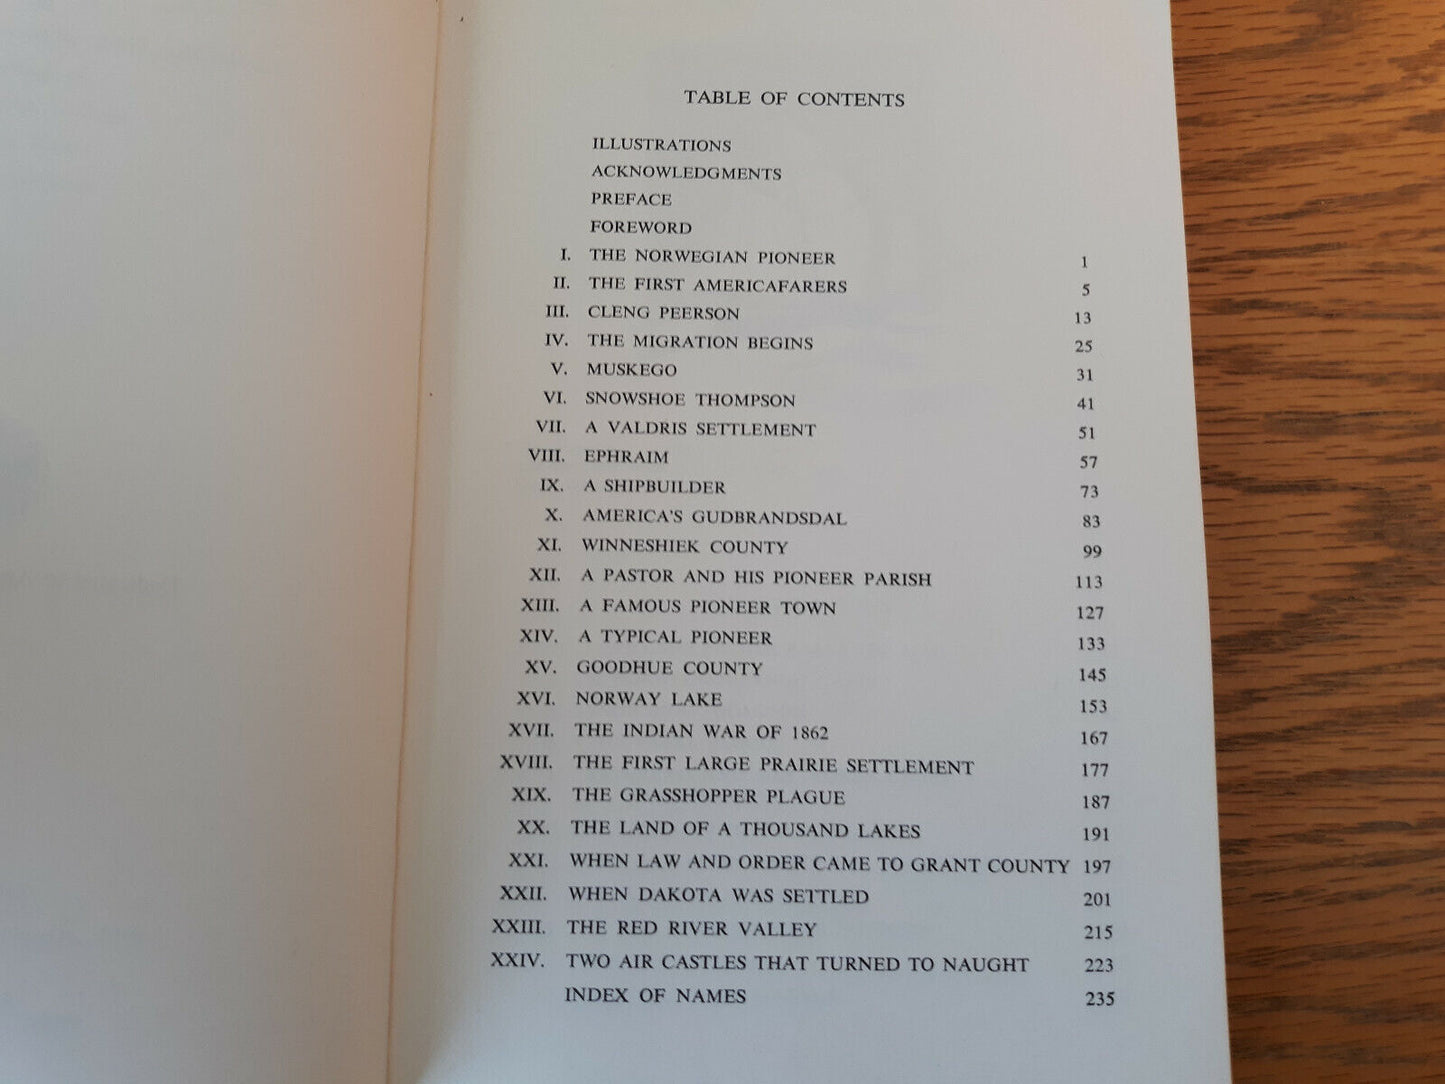 TABLE OF CONTENTS
ILLUSTRATIONS
ACKNOWLEDGMENTS
PREFACE
FOREWORD
I. THE NORWEGIAN PIONEER 1
II. THE FIRST AMERICAFARERS 5
III. CLENG PEERSON 13
IV. THE MIGRATION BEGINS 25
V. MUSKEGO 31
VI. SNOWSHOE THOMPSON 41
VII. A VALDRIS SETTLEMENT 51
VIII. EPHRAIM 57
IX. A SHIPBUILDER 73
X. AMERICA'S GUDBRANDSDAL 83
XI. WINNESHIEK COUNTY 99
XII. A PASTOR AND HIS PIONEER PARISH 113
XIII. A FAMOUS PIONEER TOWN 127
XIV. A TYPICAL PIONEER 133
XV. GOODHUE COUNTY 145
XVI. NORWAY LAKE 153
XVII. THE INDIAN WAR OF 1862 167
XVIII. THE FIRST LARGE PRAIRIE SETTLEMENT 177
XIX. THE GRASSHOPPER PLAGUE 187
XX. THE LAND OF A THOUSAND LAKES 191
XXI. WHEN LAW AND ORDER CAME TO GRANT COUNTY 197
XXII. WHEN DAKOTA WAS SETTLED 201
XXIII. THE RED RIVER VALLEY 215
XXIV. TWO AIR CASTLES THAT TURNED TO NAUGHT 223
INDEX OF NAMES 235